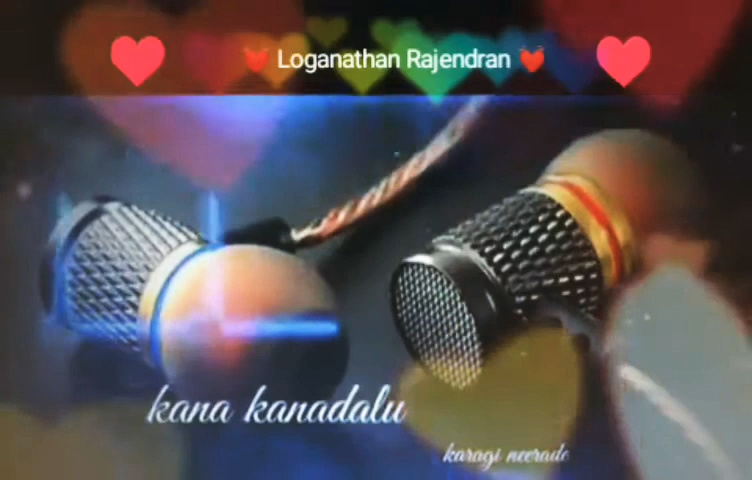 💓 Loganathan Rajendran 💓
kana kanadalu
karagi neerade